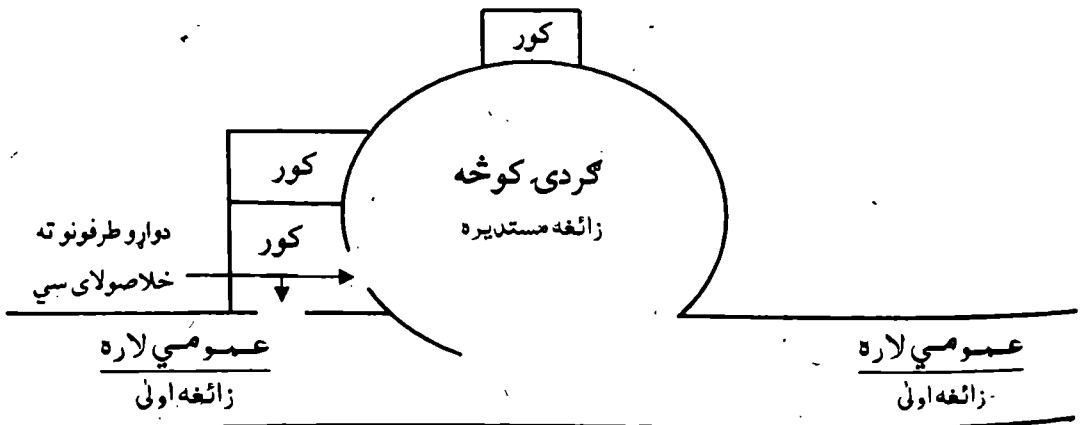 کور
کور
ګردی کوڅه
زائغه مستدیره
دواړو طرفونو ته
خلاصولای سي
کور
عمومي لاره
زائغه اولیٰ
عمومي لاره
زائغه اولیٰ